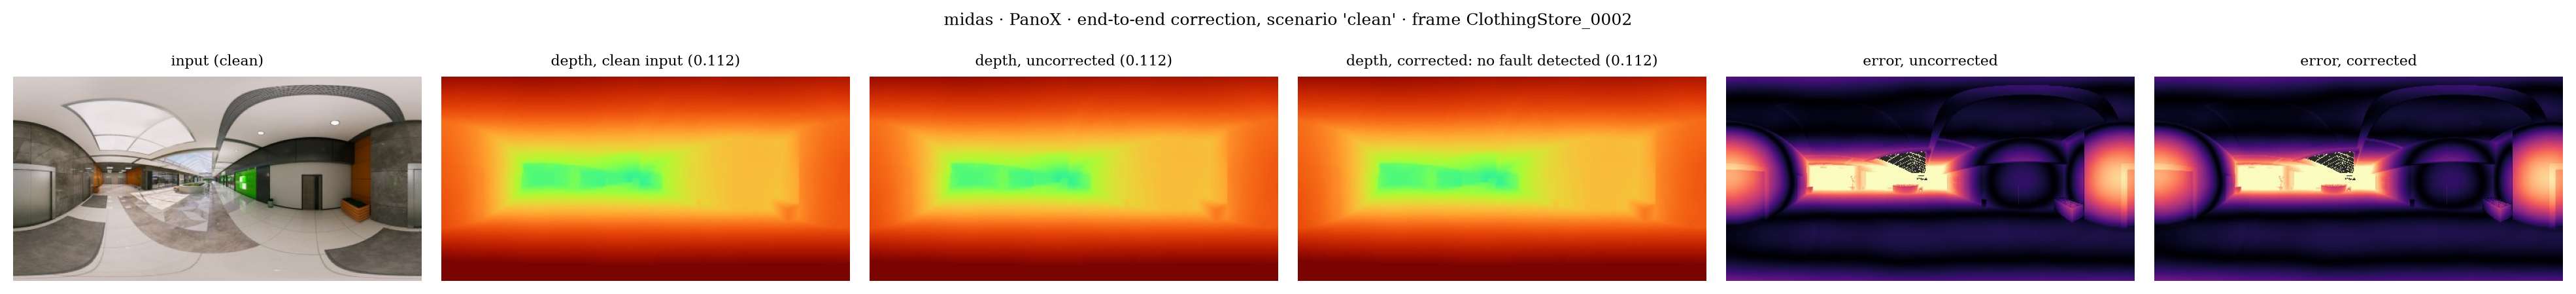 midas · PanoX · end-to-end correction, scenario 'clean' · frame ClothingStore_0002
input (clean)
depth, clean input (0.112)
depth, uncorrected (0.112)
depth, corrected: no fault detected (0.112)
error, uncorrected
error, corrected